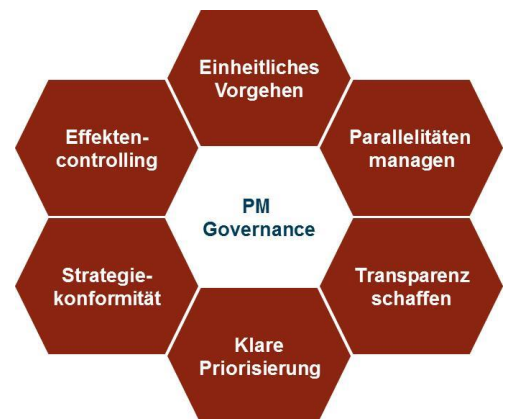 Einheitliches
Vorgehen
Effekten-
controlling
Parallelitäten
managen
PM
Governance
Strategie-
konformität
Transparenz
schaffen
Klare
Priorisierung